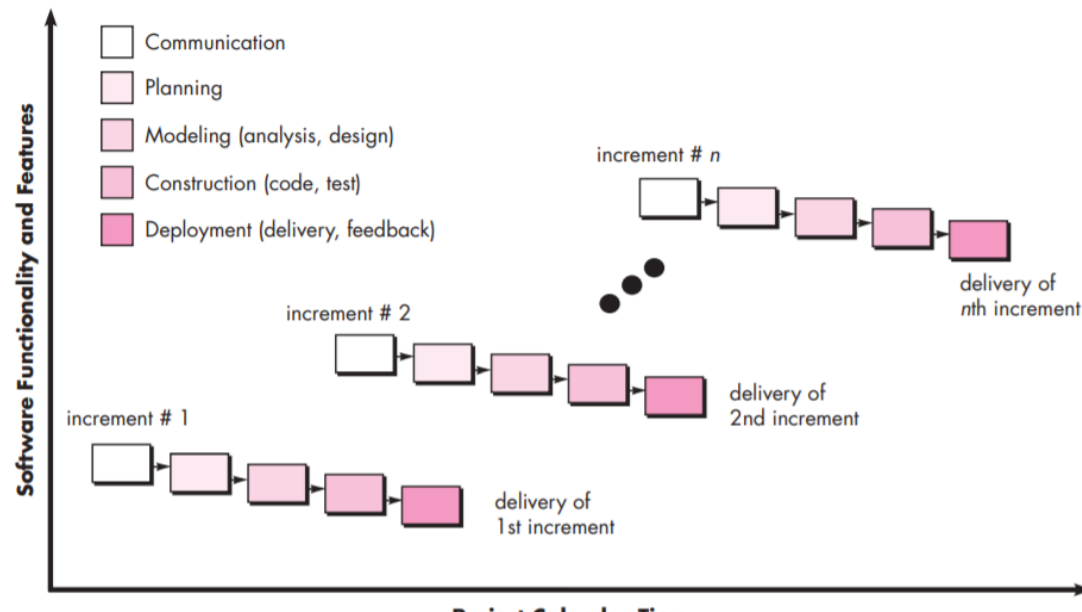 Communication
Planning
Modeling (analysis, design)
Construction (code, test)
Deployment (delivery, feedback)
Software Functionality and Features
increment # n
delivery of
nth increment
increment # 2
delivery of
2nd increment
increment # 1
delivery of
1st increment